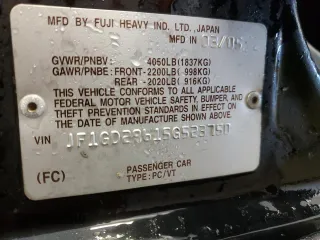 MFD BY FUJI HEAVY IND. LTD., JAPAN
MFD IN 03/05
GVWR/PNBV: 4050LB(1837KG)
GAWR/PNBE: FRONT-2200LB( 998KG)
REAR -2020LB( 916KG)
THIS VEHICLE CONFORMS TO ALL APPLICABLE
FEDERAL MOTOR VEHICLE SAFETY, BUMPER, AND
THEFT PREVENTION STANDARDS IN EFFECT ON THE
DATE OF MANUFACTURE SHOWN ABOVE.
VIN
(FC)
PASSENGER CAR
TYPE: PC/VT